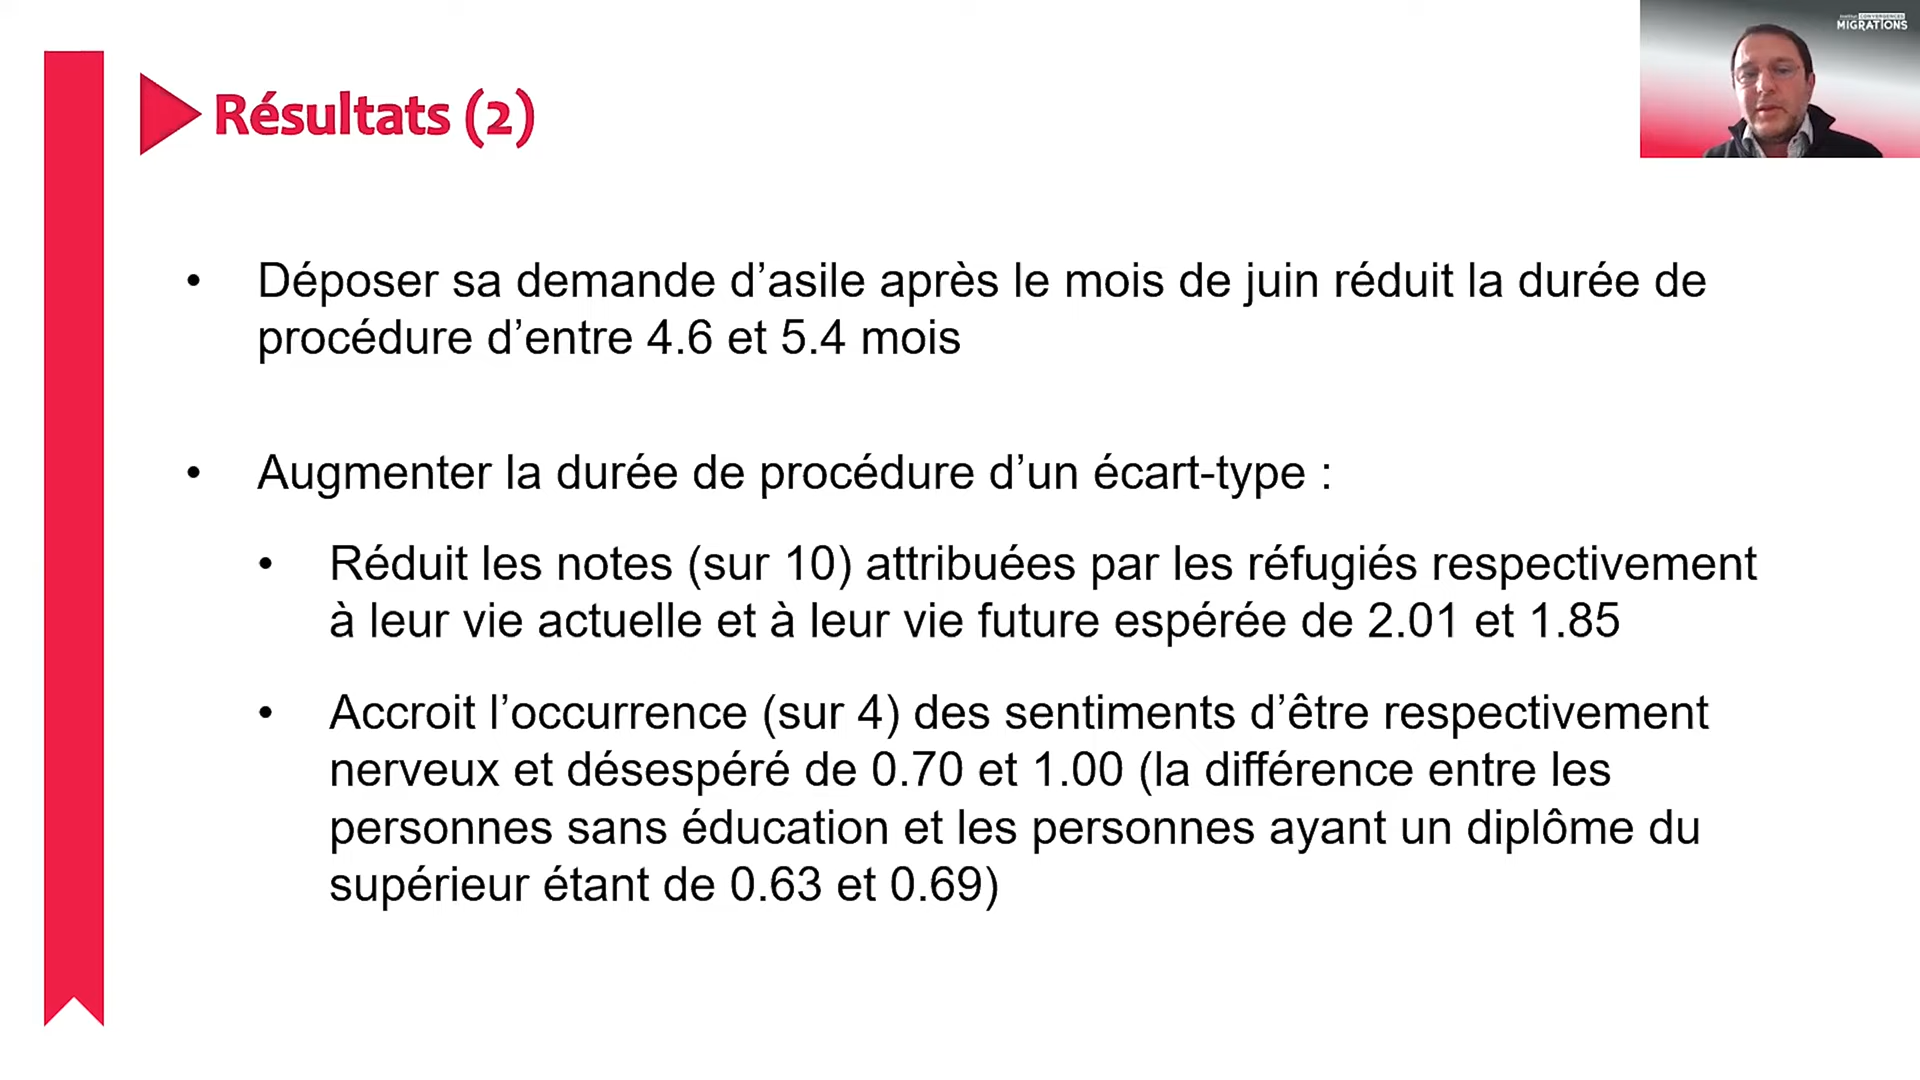 MIGRATIONS
Résultats (2)
• Déposer sa demande d’asile après le mois de juin réduit la durée de
procédure d’entre 4.6 et 5.4 mois
• Augmenter la durée de procédure d’un écart-type :
• Réduit les notes (sur 10) attribuées par les réfugiés respectivement
à leur vie actuelle et à leur vie future espérée de 2.01 et 1.85
• Accroit l’occurrence (sur 4) des sentiments d’être respectivement
nerveux et désespéré de 0.70 et 1.00 (la différence entre les
personnes sans éducation et les personnes ayant un diplôme du
supérieur étant de 0.63 et 0.69)